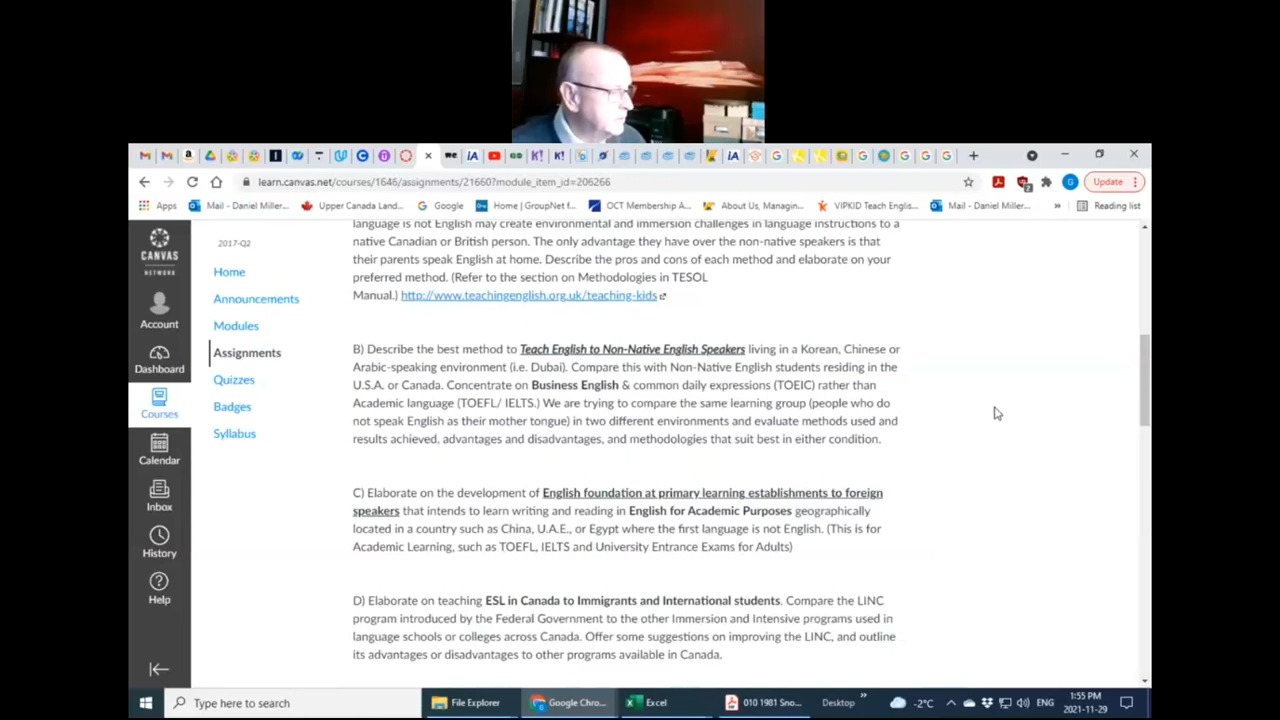 learn.canvas.net/courses/1646/assignments/21660?module_item_id=206266
Update
Apps
Mail - Daniel Miller...
Upper Canada Land...
Google
Home | GroupNet f...
OCT Membership A...
About Us, Managin...
VIPKID Teach Englis...
Mail - Daniel Miller...
»
Reading list
CANVAS
NETWORK
Account
Dashboard
Courses
Calendar
Inbox
History
Help
2017-Q2
Home
Announcements
Modules
Assignments
Quizzes
Badges
Syllabus
language is not English may create environmental and immersion challenges in language instructions to a
native Canadian or British person. The only advantage they have over the non-native speakers is that
their parents speak English at home. Describe the pros and cons of each method and elaborate on your
preferred method. (Refer to the section on Methodologies in TESOL
Manual.) http://www.teachingenglish.org.uk/teaching-kids
B) Describe the best method to Teach English to Non-Native English Speakers living in a Korean, Chinese or
Arabic-speaking environment (i.e. Dubai). Compare this with Non-Native English students residing in the
U.S.A. or Canada. Concentrate on Business English & common daily expressions (TOEIC) rather than
Academic language (TOEFL/ IELTS.) We are trying to compare the same learning group (people who do
not speak English as their mother tongue) in two different environments and evaluate methods used and
results achieved, advantages and disadvantages, and methodologies that suit best in either condition.
C) Elaborate on the development of English foundation at primary learning establishments to foreign
speakers that intends to learn writing and reading in English for Academic Purposes geographically
located in a country such as China, U.A.E., or Egypt where the first language is not English. (This is for
Academic Learning, such as TOEFL, IELTS and University Entrance Exams for Adults)
D) Elaborate on teaching ESL in Canada to Immigrants and International students. Compare the LINC
program introduced by the Federal Government to the other Immersion and Intensive programs used in
language schools or colleges across Canada. Offer some suggestions on improving the LINC, and outline
its advantages or disadvantages to other programs available in Canada.
Type here to search
File Explorer
Google Chro...
Excel
010 1981 Sno...
Desktop
»
-2°C
ENG
1:55 PM
2021-11-29